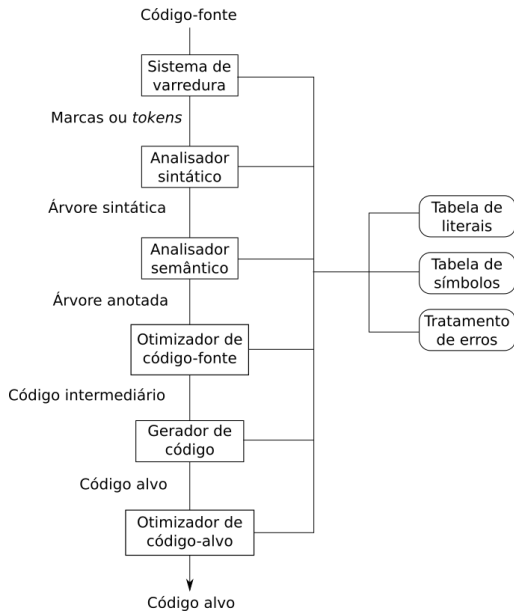 Código-fonte
Sistema de
varredura
Marcas ou tokens
Analisador
sintático
Árvore sintática
Analisador
semântico
Árvore anotada
Otimizador de
código-fonte
Código intermediário
Gerador de
código
Código alvo
Otimizador de
código-alvo
Código alvo
Tabela de
literais
Tabela de
símbolos
Tratamento
de erros